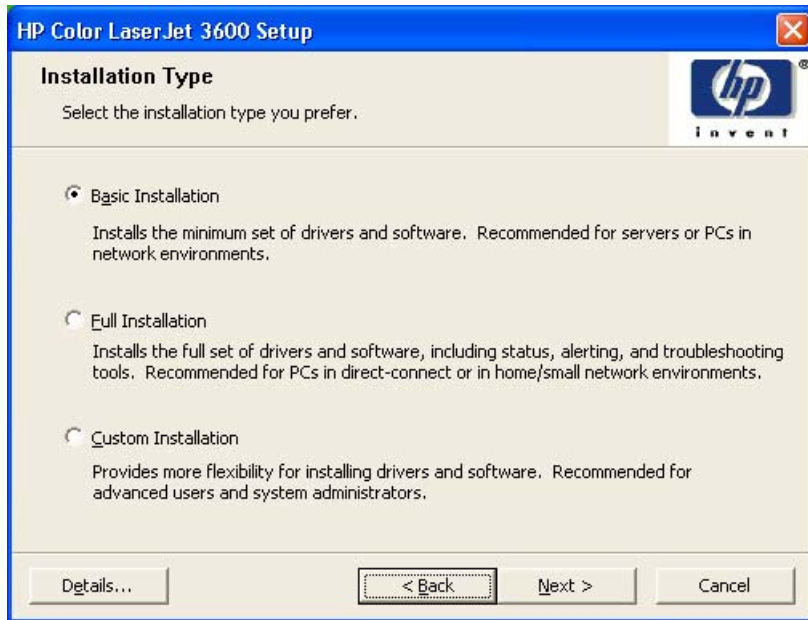 HP Color LaserJet 3600 Setup
Installation Type
Select the installation type you prefer.
hp
®
invent
Basic Installation
Installs the minimum set of drivers and software. Recommended for servers or PCs in
network environments.
Full Installation
Installs the full set of drivers and software, including status, alerting, and troubleshooting
tools. Recommended for PCs in direct-connect or in home/small network environments.
Custom Installation
Provides more flexibility for installing drivers and software. Recommended for
advanced users and system administrators.
Details...
< Back
Next >
Cancel